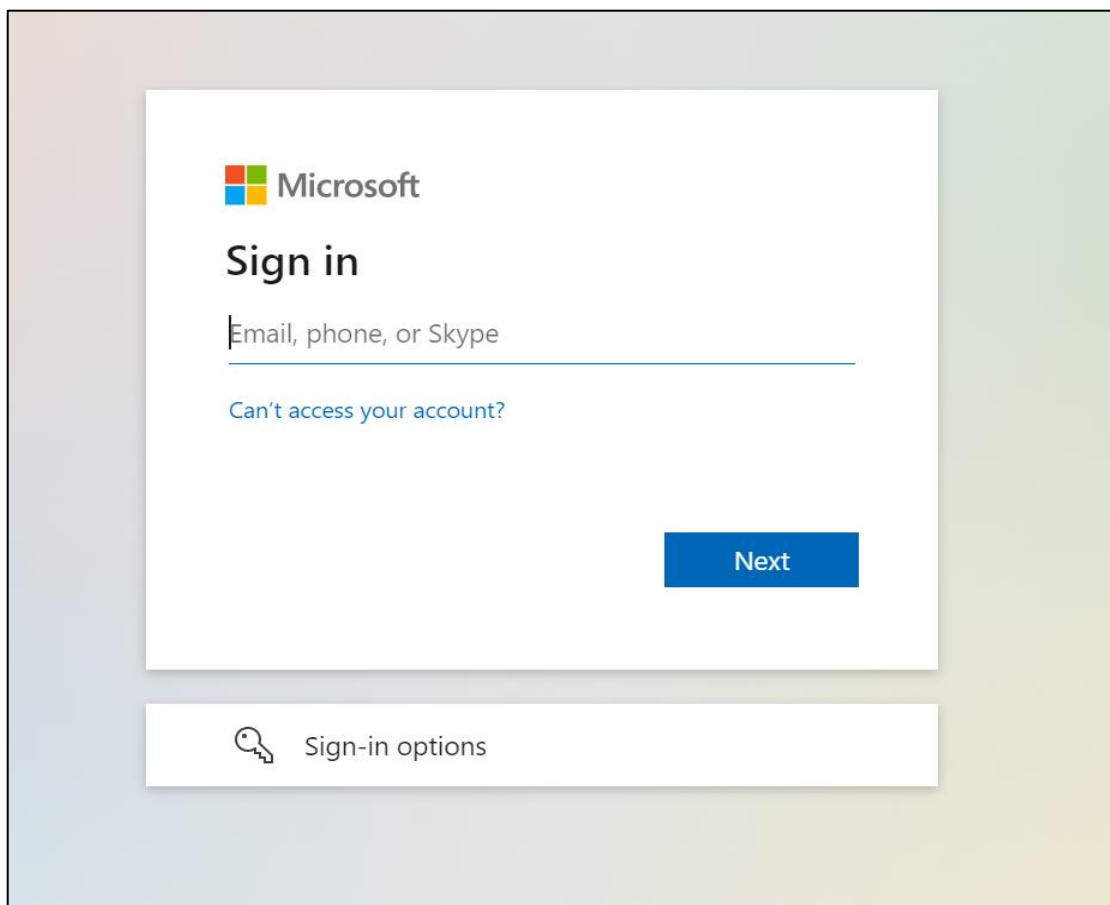 Microsoft
Sign in
Email, phone, or Skype
Can't access your account?
Next
Sign-in options